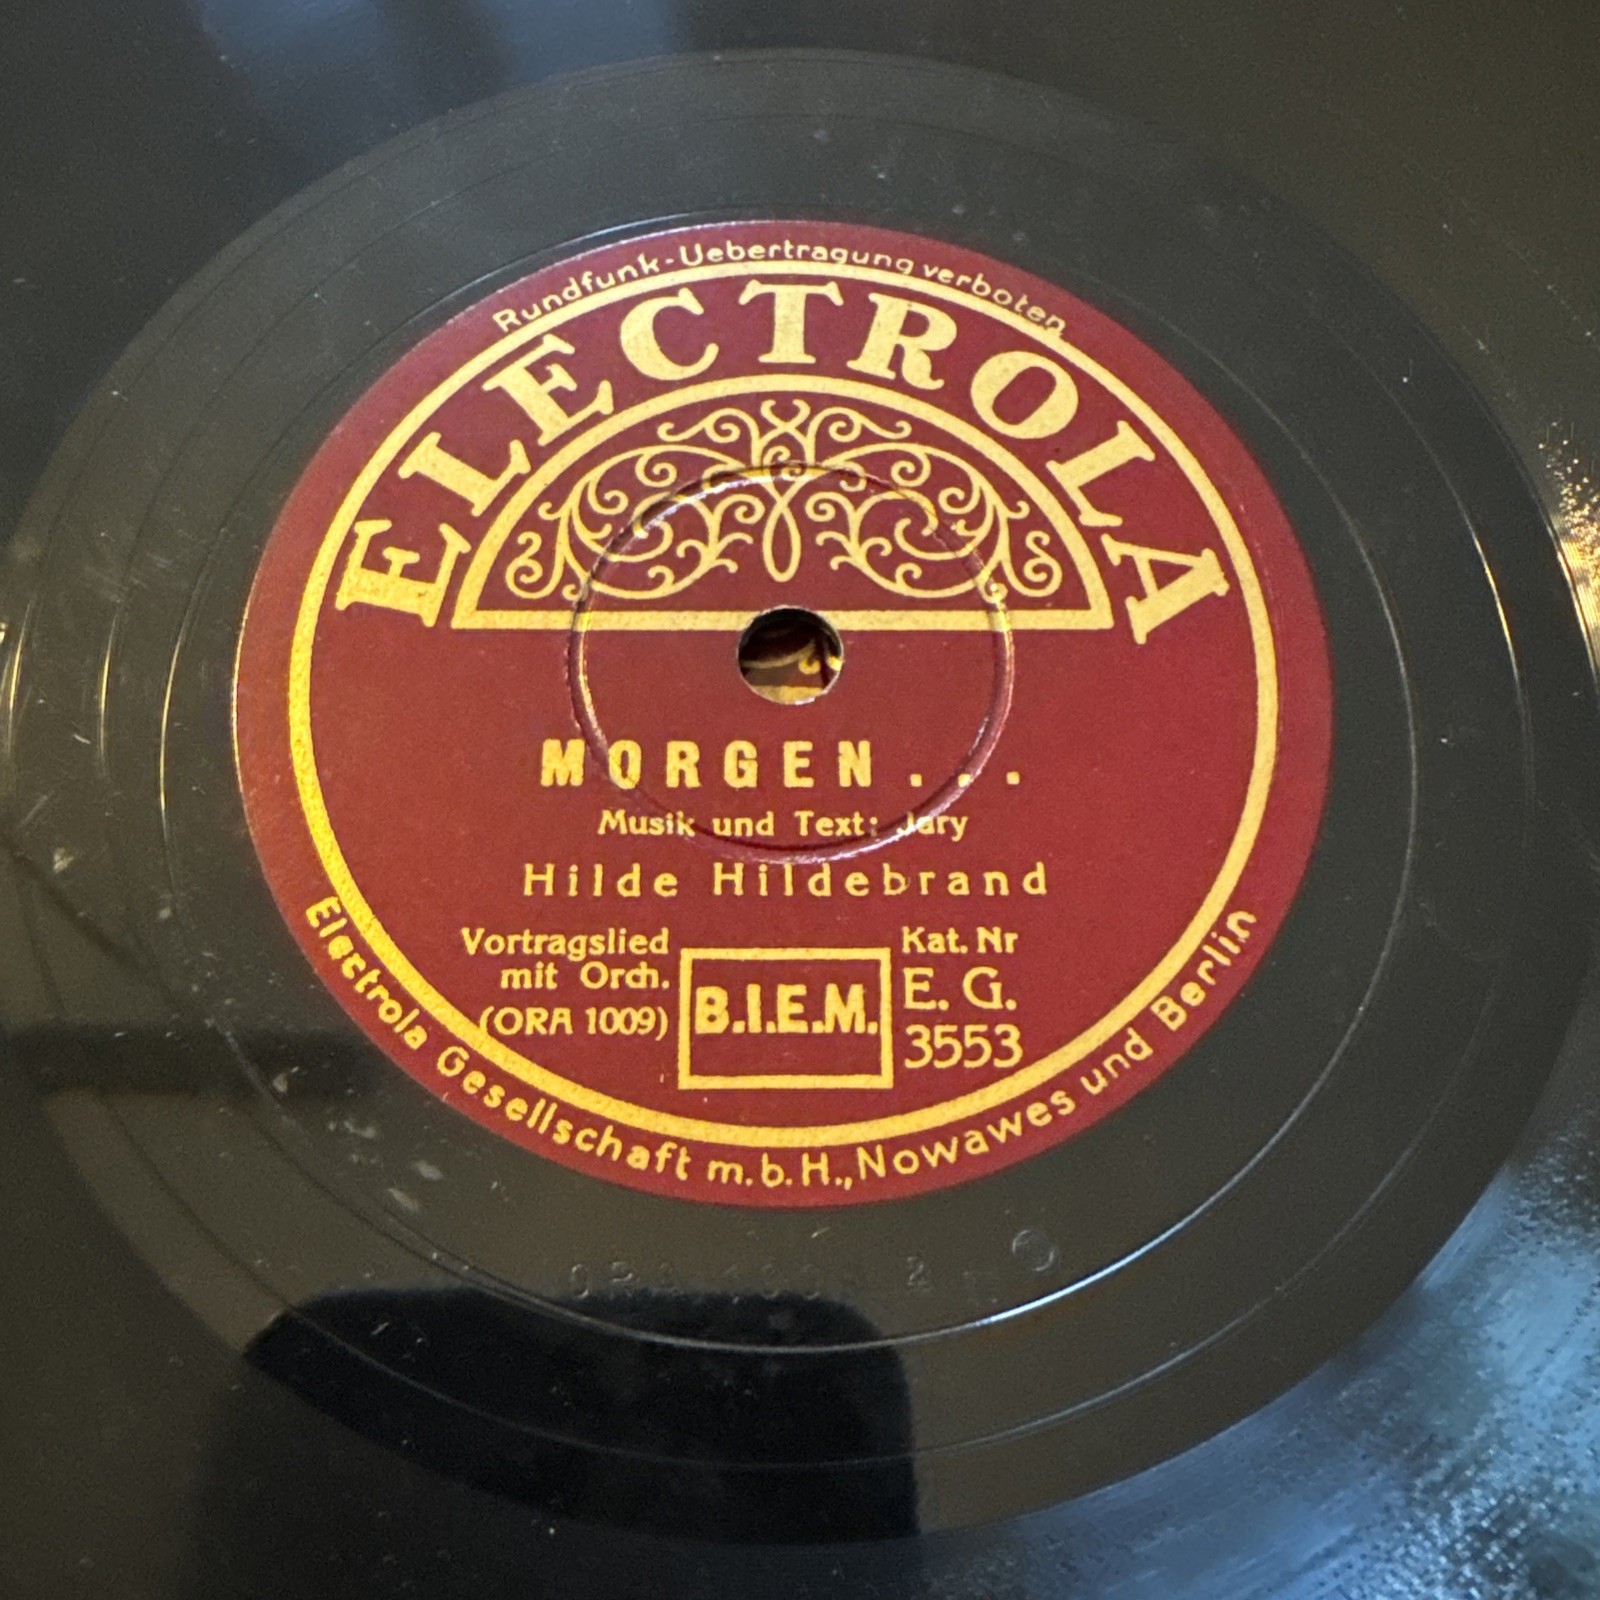 Rundfunk-Uebertragung verboten
ELECTROLA
MORGEN...
Musik und Text: Jary
Hilde Hildebrand
Vortragslied
mit Orch.
(ORA 1009)
B.I.E.M.
Kat. Nr
E. G.
3553
Electrola Gesellschaft m.b.H., Nowawes und Berlin